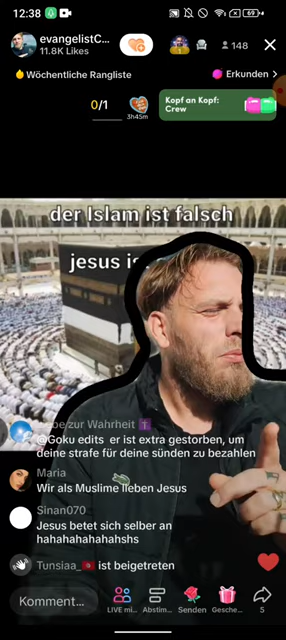 12:38
69
evangelistC...
11.8K Likes
1
148
Wöchentliche Rangliste
Erkunden >
0/1
3h45m
Kopf an Kopf:
Crew
der Islam ist falsch
jesus is
zur Wahrheit
@Goku edits er ist extra gestorben, um
deine strafe für deine sünden zu bezahlen
Maria
Wir als Muslime lieben Jesus
Sinan070
Jesus betet sich selber an
hahahahahahahshs
Tunsiaa_ ist beigetreten
Komment...
LIVE mi...
Abstim...
Senden
Gesche...
5